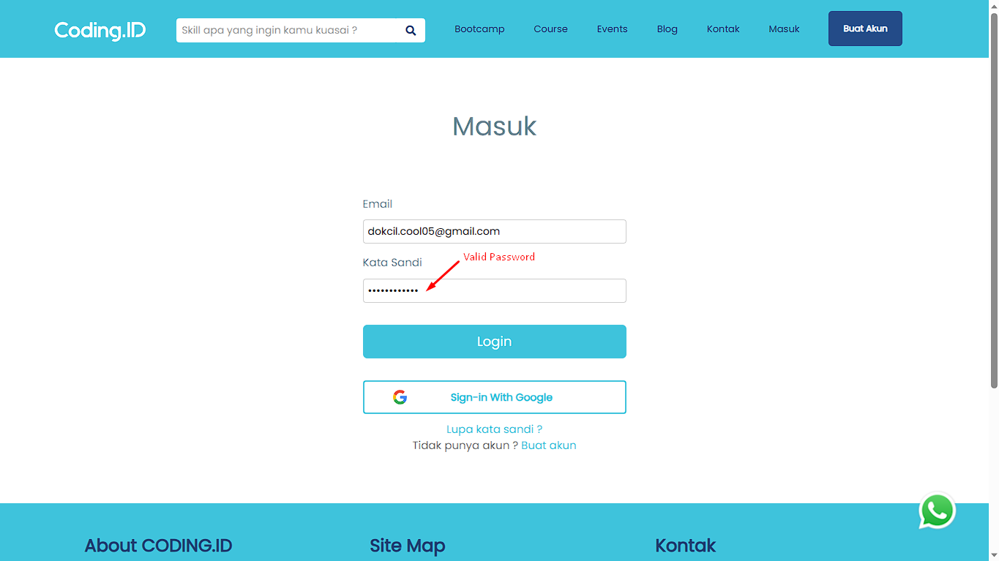 Coding.ID
Skill apa yang ingin kamu kuasai ?
Bootcamp
Course
Events
Blog
Kontak
Masuk
Buat Akun
Masuk
Email
dokcil.cool05@gmail.com
Valid Password
Kata Sandi
••••••••••••
Login
Sign-in With Google
Lupa kata sandi ?
Tidak punya akun ? Buat akun
About CODING.ID
Site Map
Kontak